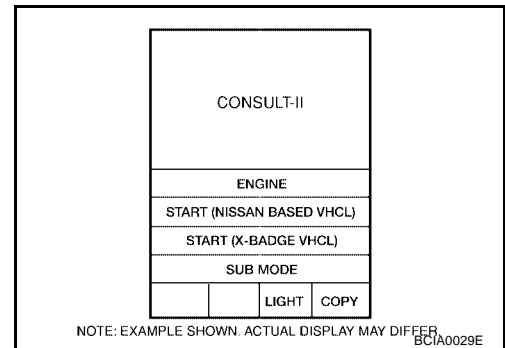 CONSULT-II
ENGINE
START (NISSAN BASED VHCL)
START (X-BADGE VHCL)
SUB MODE
LIGHT COPY
NOTE: EXAMPLE SHOWN. ACTUAL DISPLAY MAY DIFFER.
BCIA0029E